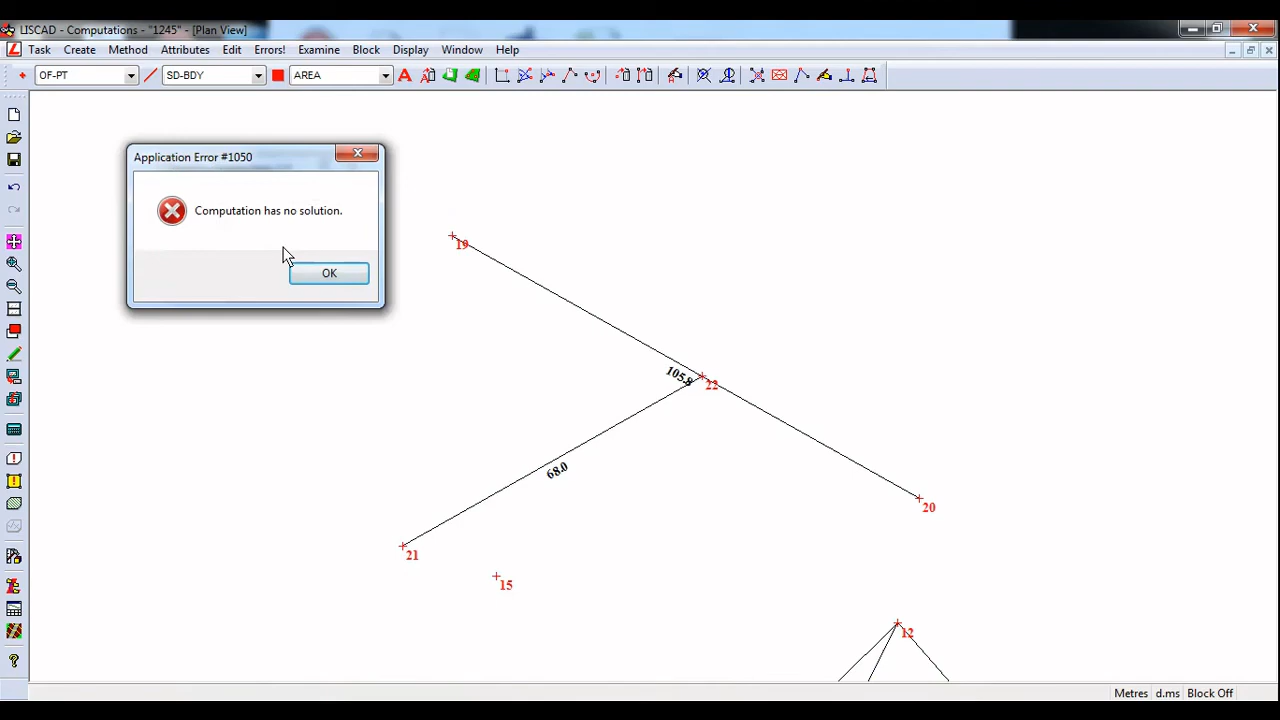 LISCAD - Computations - "1245" - [Plan View]
Task Create Method Attributes Edit Errors! Examine Block Display Window Help
OF-PT SD-BDY AREA
Application Error #1050
Computation has no solution.
OK
19
105.8
22
68.0
20
21
15
12
Metres d.ms Block Off